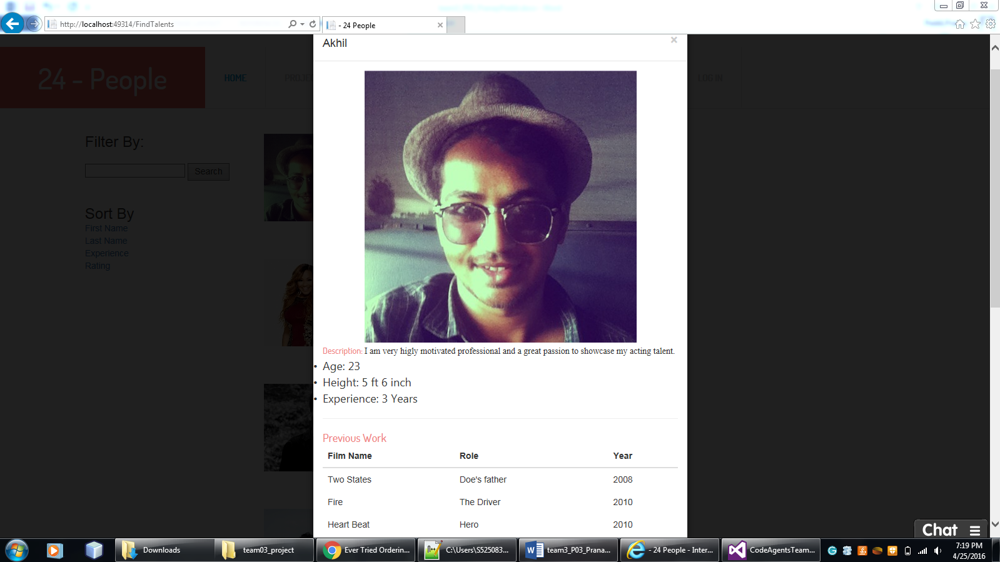 http://localhost:49314/FindTalents
- 24 People
Akhil
24 - People
HOME
LOG IN
Filter By:
Search
Sort By
First Name
Last Name
Experience
Rating
Description: I am very higly motivated professional and a great passion to showcase my acting talent.
• Age: 23
• Height: 5 ft 6 inch
• Experience: 3 Years
Previous Work
Film Name Role Year
Two States Doe's father 2008
Fire The Driver 2010
Heart Beat Hero 2010
Chat
Downloads
team03_project
Ever Tried Orderin...
C:\Users\S525083...
team3_P03_Prana...
- 24 People - Inter...
CodeAgentsTeam...
7:19 PM
4/25/2016